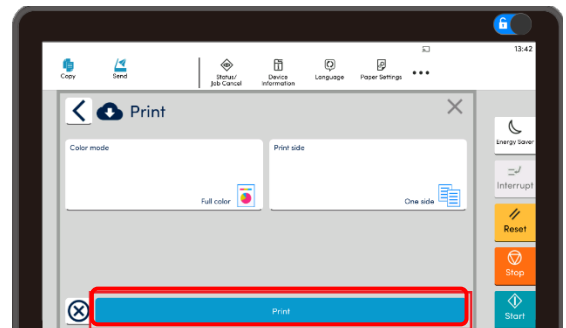 13:42
Copy
Send
Status/
Job Cancel
Device
Information
Language
Paper Settings
Print
Color mode
Full color
Print side
One side
Energy Saver
Interrupt
Reset
Stop
Print
Start